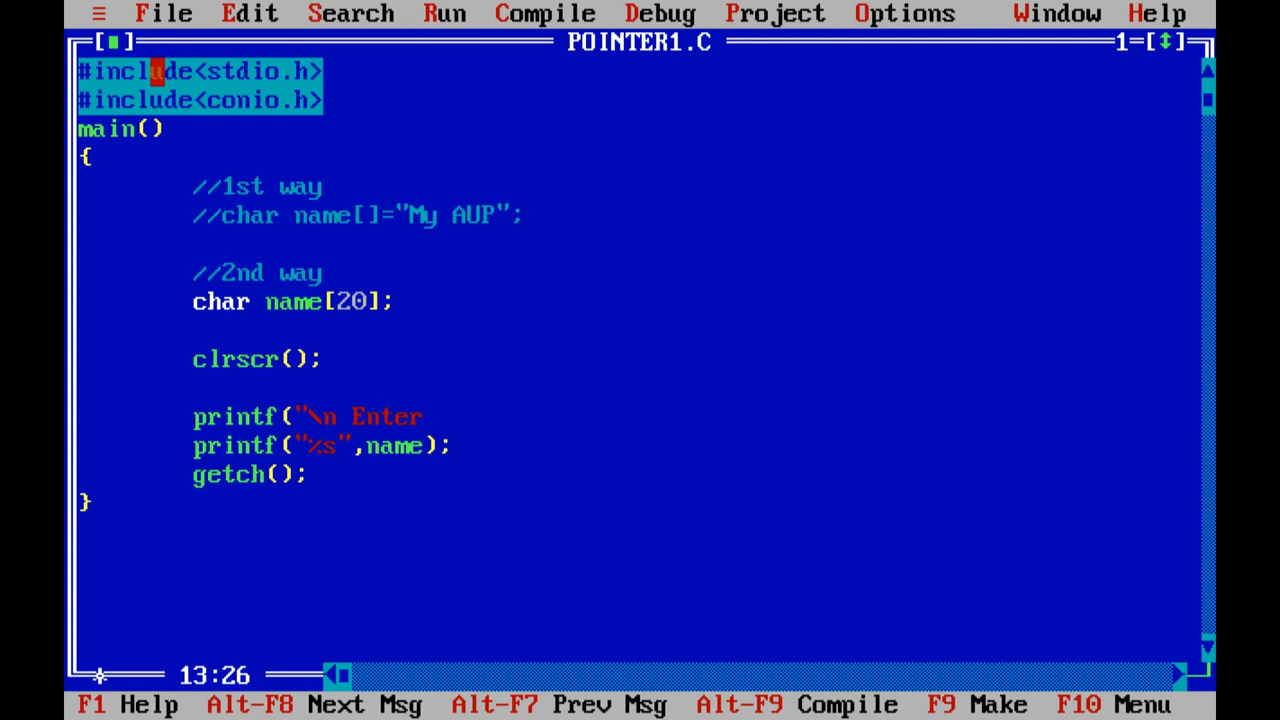 ≡ File Edit Search Run Compile Debug Project Options Window Help
[■] POINTER1.C 1=[↕]
#include<stdio.h>
#include<conio.h>
main()
{
//1st way
//char name[]="My AUP";
//2nd way
char name[20];
clrscr();
printf("\n Enter
printf("%s",name);
getch();
}
13:26
F1 Help Alt-F8 Next Msg Alt-F7 Prev Msg Alt-F9 Compile F9 Make F10 Menu